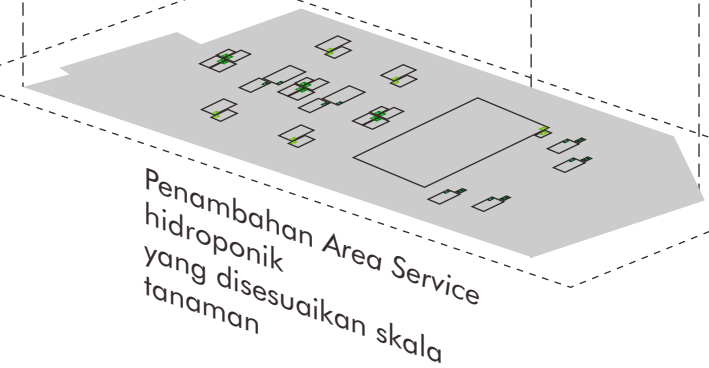 Penambahan Area Service
hidroponik
yang disesuaikan skala
tanaman